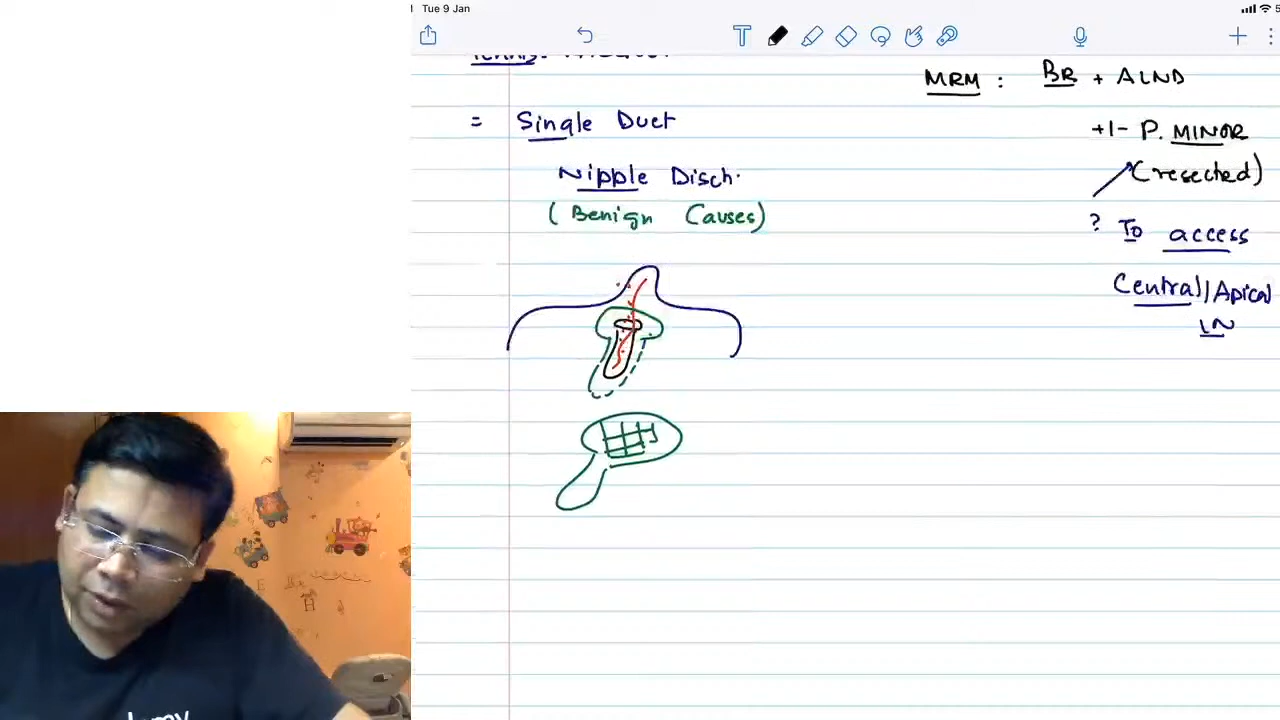 Tue 9 Jan
T
MRM : BR + ALND
+/- P. MINOR
(resected)
? To access
Central/Apical
LN
= Single Duct
Nipple Disch.
(Benign Causes)
H